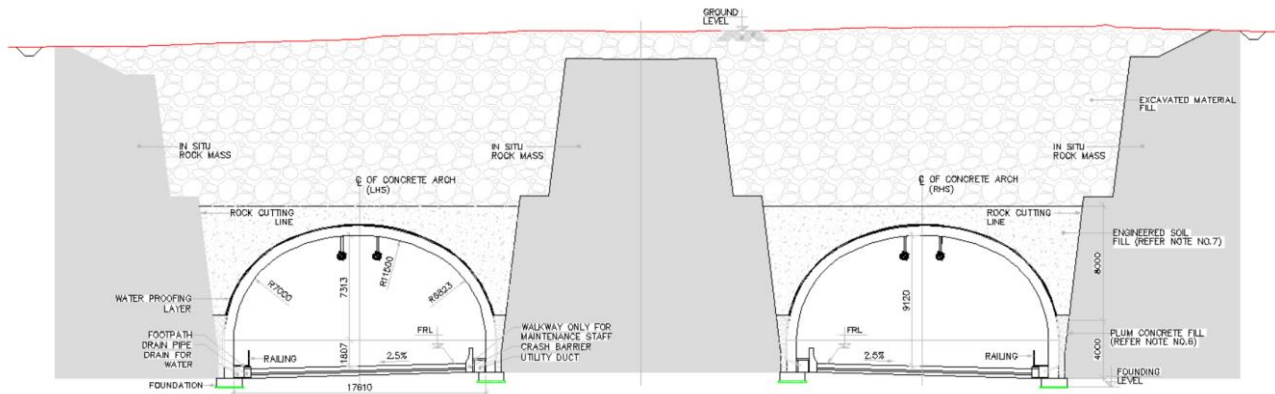 GROUND
LEVEL
EXCAVATED MATERIAL
FILL
IN SITU
ROCK MASS
IN SITU
ROCK MASS
IN SITU
ROCK MASS
℄ OF CONCRETE ARCH
(LHS)
℄ OF CONCRETE ARCH
(RHS)
ROCK CUTTING
LINE
ROCK CUTTING
LINE
ENGINEERED SOIL
FILL (REFER NOTE NO.7)
8000
R7000
7313
R11500
R6823
9120
WATER PROOFING
LAYER
FOOTPATH
DRAIN PIPE
DRAIN FOR
WATER
FOUNDATION
RAILING
1807
2.5%
FRL
WALKWAY ONLY FOR
MAINTENANCE STAFF
CRASH BARRIER
UTILITY DUCT
17610
FRL
2.5%
RAILING
PLUM CONCRETE FILL
(REFER NOTE NO.6)
4000
FOUNDING
LEVEL